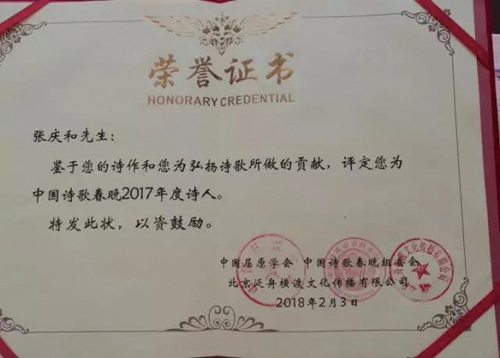 荣誉证书
HONORARY CREDENTIAL
张庆和先生：
鉴于您的诗作和您为弘扬诗歌所做的贡献，评定您为
中国诗歌春晚2017年度诗人。
特发此状，以资鼓励。
中国屈原学会 中国诗歌春晚组委会
北京泛舟横渡文化传播有限公司
2018年2月3日